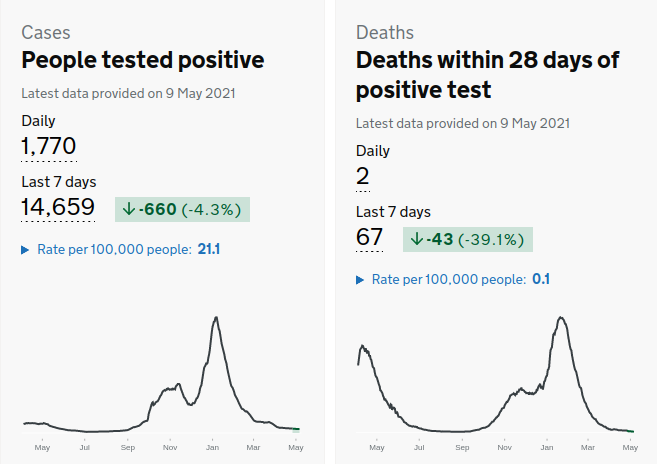 Cases
People tested positive
Latest data provided on 9 May 2021
Daily
1,770
Last 7 days
14,659 -660 (-4.3%)
Rate per 100,000 people: 21.1
May Jul Sep Nov Jan Mar May
Deaths
Deaths within 28 days of
positive test
Latest data provided on 9 May 2021
Daily
2
Last 7 days
67 -43 (-39.1%)
Rate per 100,000 people: 0.1
May Jul Sep Nov Jan Mar May